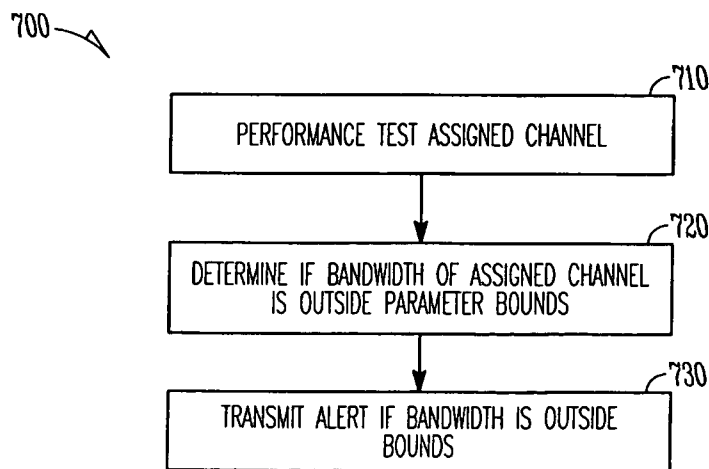 700
710
PERFORMANCE TEST ASSIGNED CHANNEL
720
DETERMINE IF BANDWIDTH OF ASSIGNED CHANNEL
IS OUTSIDE PARAMETER BOUNDS
730
TRANSMIT ALERT IF BANDWIDTH IS OUTSIDE
BOUNDS